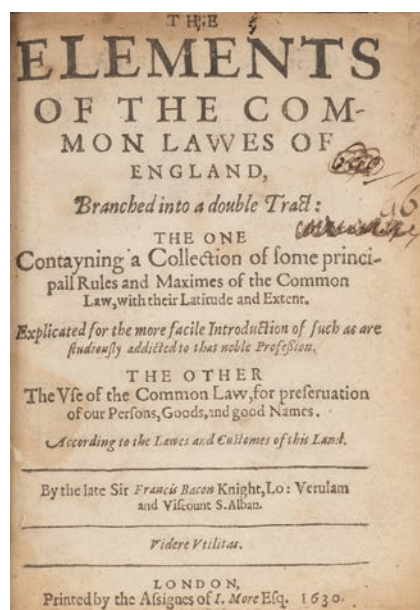 THE
ELEMENTS
OF THE COM-
MON LAWES OF
ENGLAND,
Branched into a double Tract:
THE ONE
Contayning a Collection of ſome princi-
pall Rules and Maximes of the Common
Law, with their Latitude and Extent.
Explicated for the more facile Introduction of ſuch as are
ſtudiouſly addicted to that noble Profeſſion.
THE OTHER
The Vſe of the Common Law, for preſeruation
of our Perſons, Goods, and good Names.
According to the Lawes and Cuſtomes of this Land.
By the late Sir Francis Bacon Knight, Lo: Verulam
and Viſcount S. Alban.
Videre Vtilitas.
LONDON,
Printed by the Aſſignes of I. More Eſq. 1630.